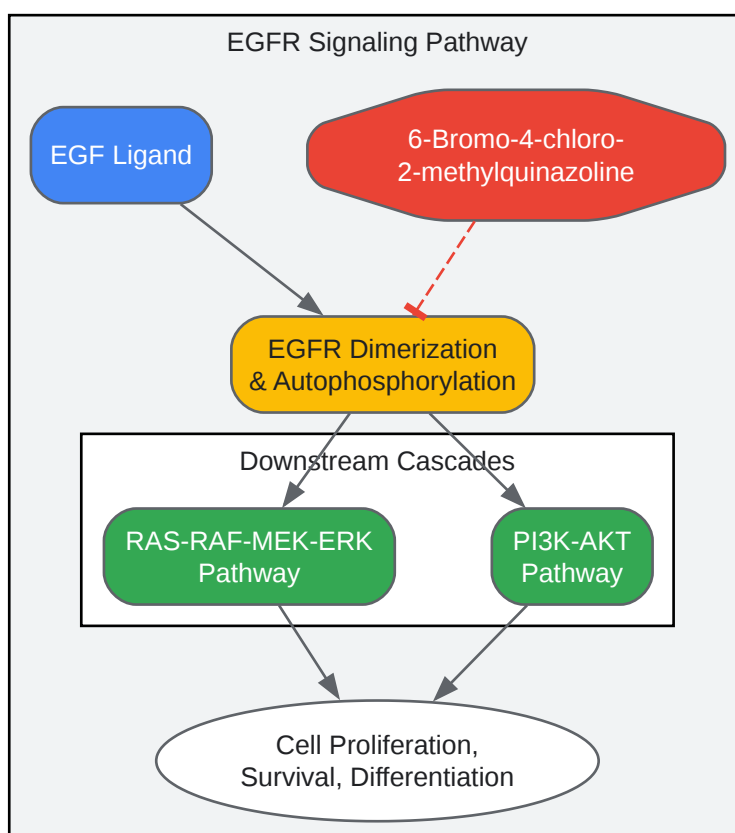 EGFR Signaling Pathway
EGF Ligand
6-Bromo-4-chloro-
2-methylquinazoline
EGFR Dimerization
& Autophosphorylation
Downstream Cascades
RAS-RAF-MEK-ERK
Pathway
PI3K-AKT
Pathway
Cell Proliferation,
Survival, Differentiation